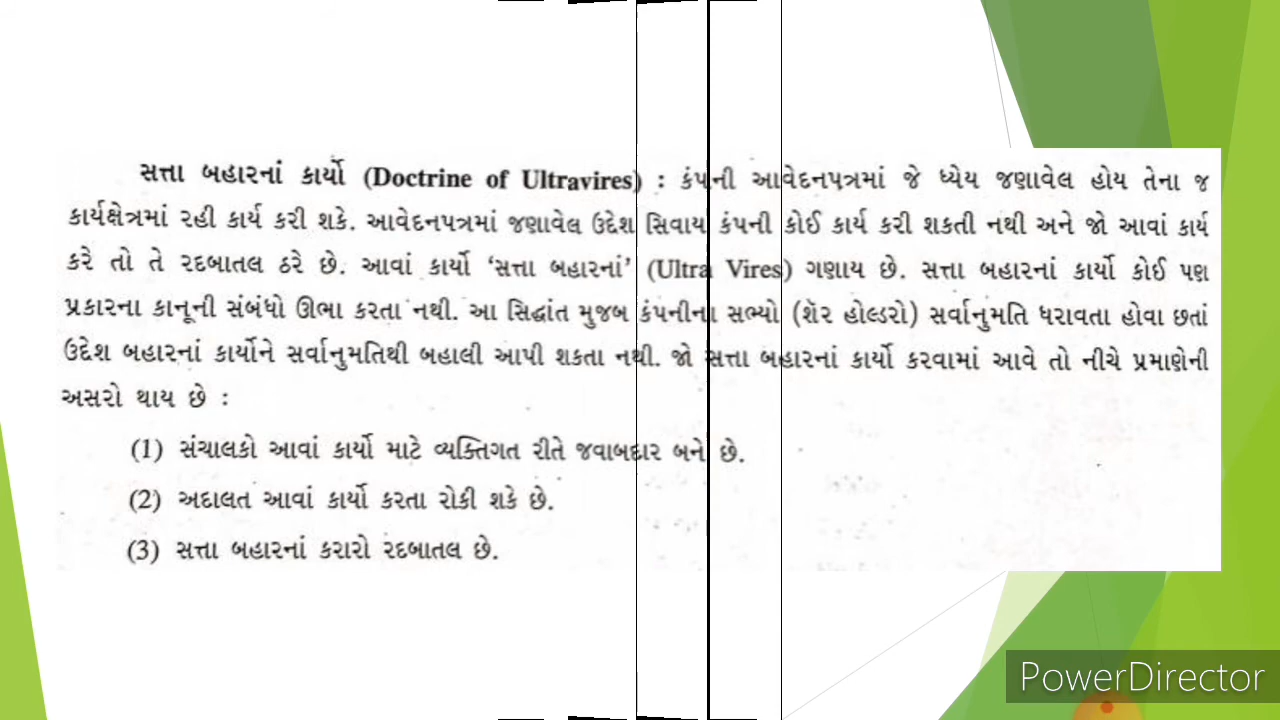 સત્તા બહારનાં કાર્યો (Doctrine of Ultravires) : કંપની આવેદનપત્રમાં જે ધ્યેય જણાવેલ હોય તેના જ
કાર્યક્ષેત્રમાં રહી કાર્ય કરી શકે. આવેદનપત્રમાં જણાવેલ ઉદેશ સિવાય કંપની કોઈ કાર્ય કરી શકતી નથી અને જો આવાં કાર્ય
કરે તો તે રદબાતલ ઠરે છે. આવાં કાર્યો ‘સત્તા બહારનાં’ (Ultra Vires) ગણાય છે. સત્તા બહારનાં કાર્યો કોઈ પણ
પ્રકારના કાનૂની સંબંધો ઊભા કરતા નથી. આ સિદ્ધાંત મુજબ કંપનીના સભ્યો (શૅર હોલ્ડરો) સર્વાનુમતિ ધરાવતા હોવા છતાં
ઉદેશ બહારનાં કાર્યોને સર્વાનુમતિથી બહાલી આપી શકતા નથી. જો સત્તા બહારનાં કાર્યો કરવામાં આવે તો નીચે પ્રમાણેની
અસરો થાય છે :
(1) સંચાલકો આવાં કાર્યો માટે વ્યક્તિગત રીતે જવાબદાર બને છે.
(2) અદાલત આવાં કાર્યો કરતા રોકી શકે છે.
(3) સત્તા બહારનાં કરારો રદબાતલ છે.
PowerDirector